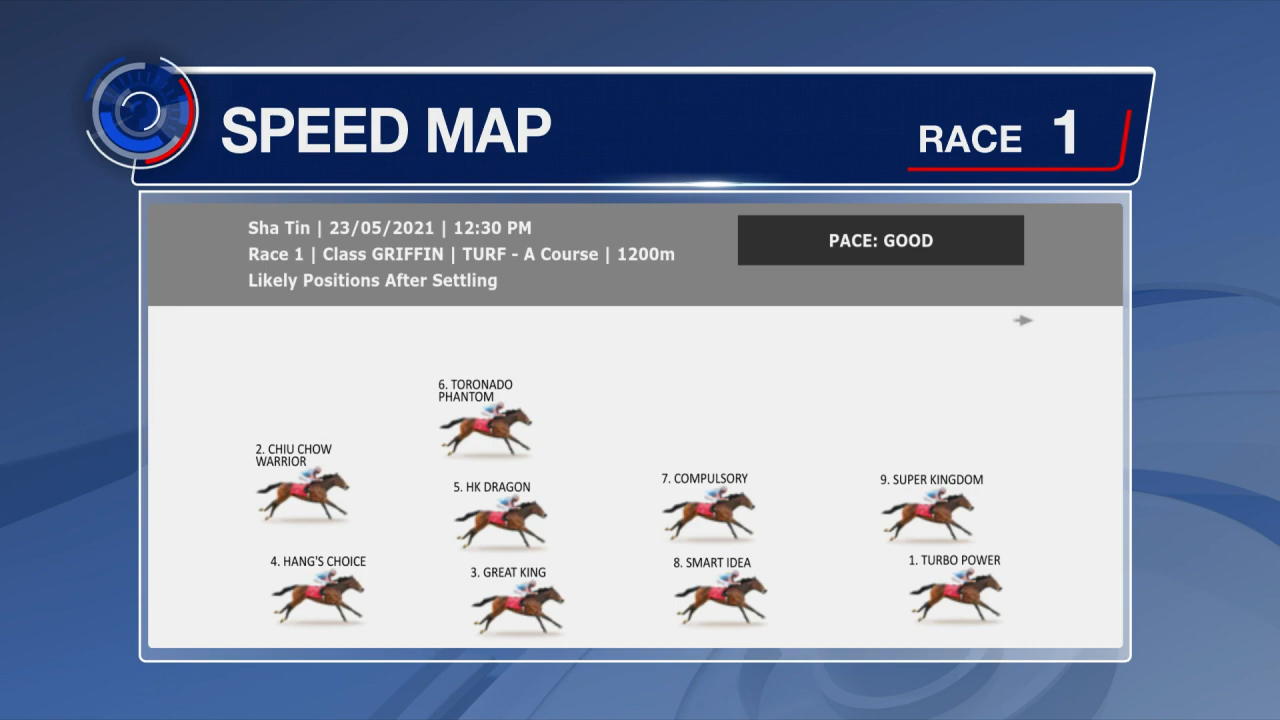 SPEED MAP
RACE 1
Sha Tin | 23/05/2021 | 12:30 PM
Race 1 | Class GRIFFIN | TURF - A Course | 1200m
Likely Positions After Settling
PACE: GOOD
6. TORONADO
PHANTOM
2. CHIU CHOW
WARRIOR
5. HK DRAGON
7. COMPULSORY
9. SUPER KINGDOM
4. HANG'S CHOICE
3. GREAT KING
8. SMART IDEA
1. TURBO POWER